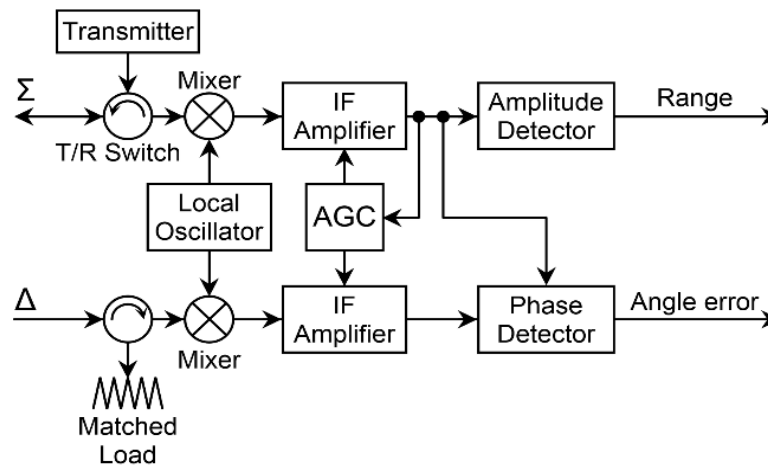 Transmitter
Σ
Mixer
T/R Switch
IF
Amplifier
Amplitude
Detector
Range
Local
Oscillator
AGC
Δ
Mixer
IF
Amplifier
Phase
Detector
Angle error
Matched
Load